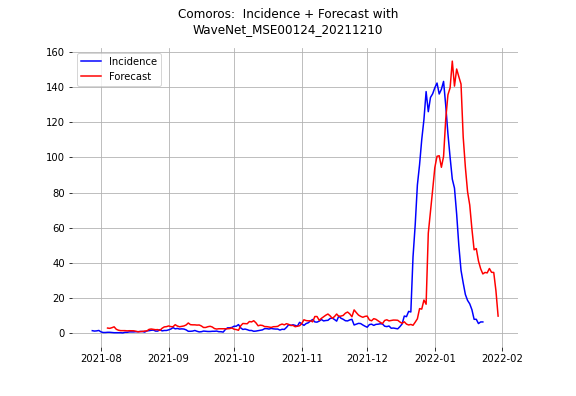 Comoros:  Incidence + Forecast with
WaveNet_MSE00124_20211210
Incidence
Forecast
160
140
120
100
80
60
40
20
0
2021-08 2021-09 2021-10 2021-11 2021-12 2022-01 2022-02